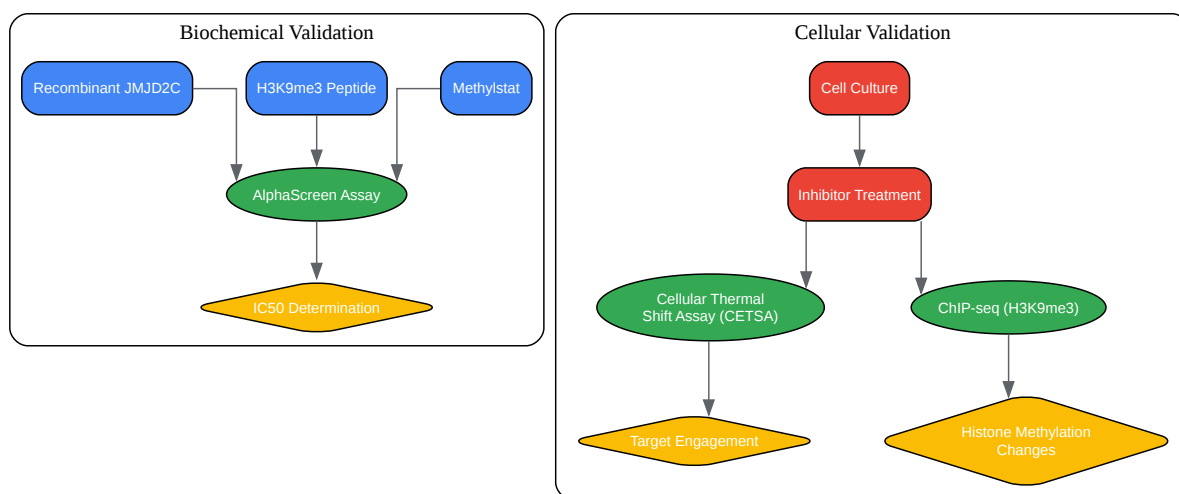 Biochemical Validation
Recombinant JMJD2C
H3K9me3 Peptide
Methylstat
AlphaScreen Assay
IC50 Determination
Cellular Validation
Cell Culture
Inhibitor Treatment
Cellular Thermal
Shift Assay (CETSA)
ChIP-seq (H3K9me3)
Target Engagement
Histone Methylation
Changes